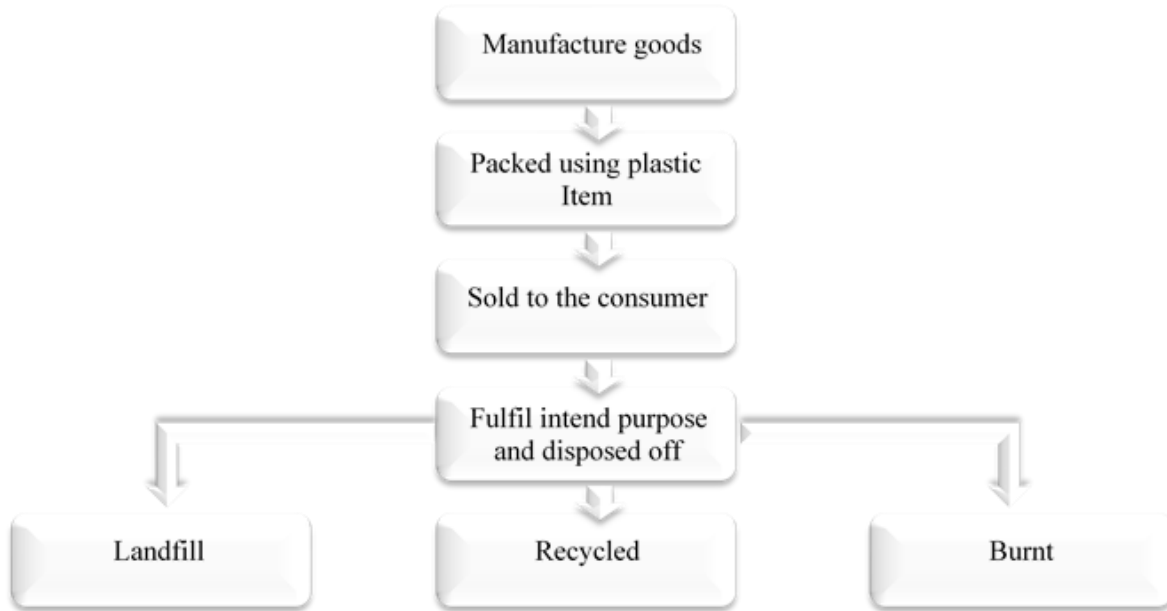 Manufacture goods
Packed using plastic
Item
Sold to the consumer
Fulfil intend purpose
and disposed off
Landfill
Recycled
Burnt